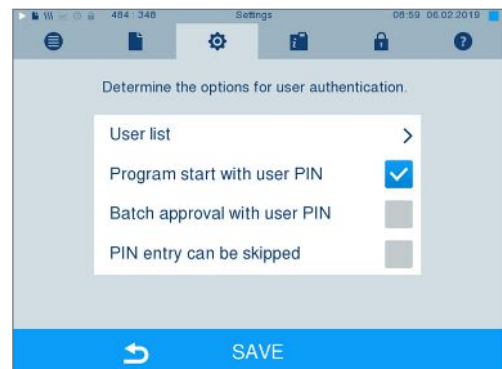 484 : 348 Settings 08:59 06.02.2019
Determine the options for user authentication.
User list
Program start with user PIN
Batch approval with user PIN
PIN entry can be skipped
SAVE